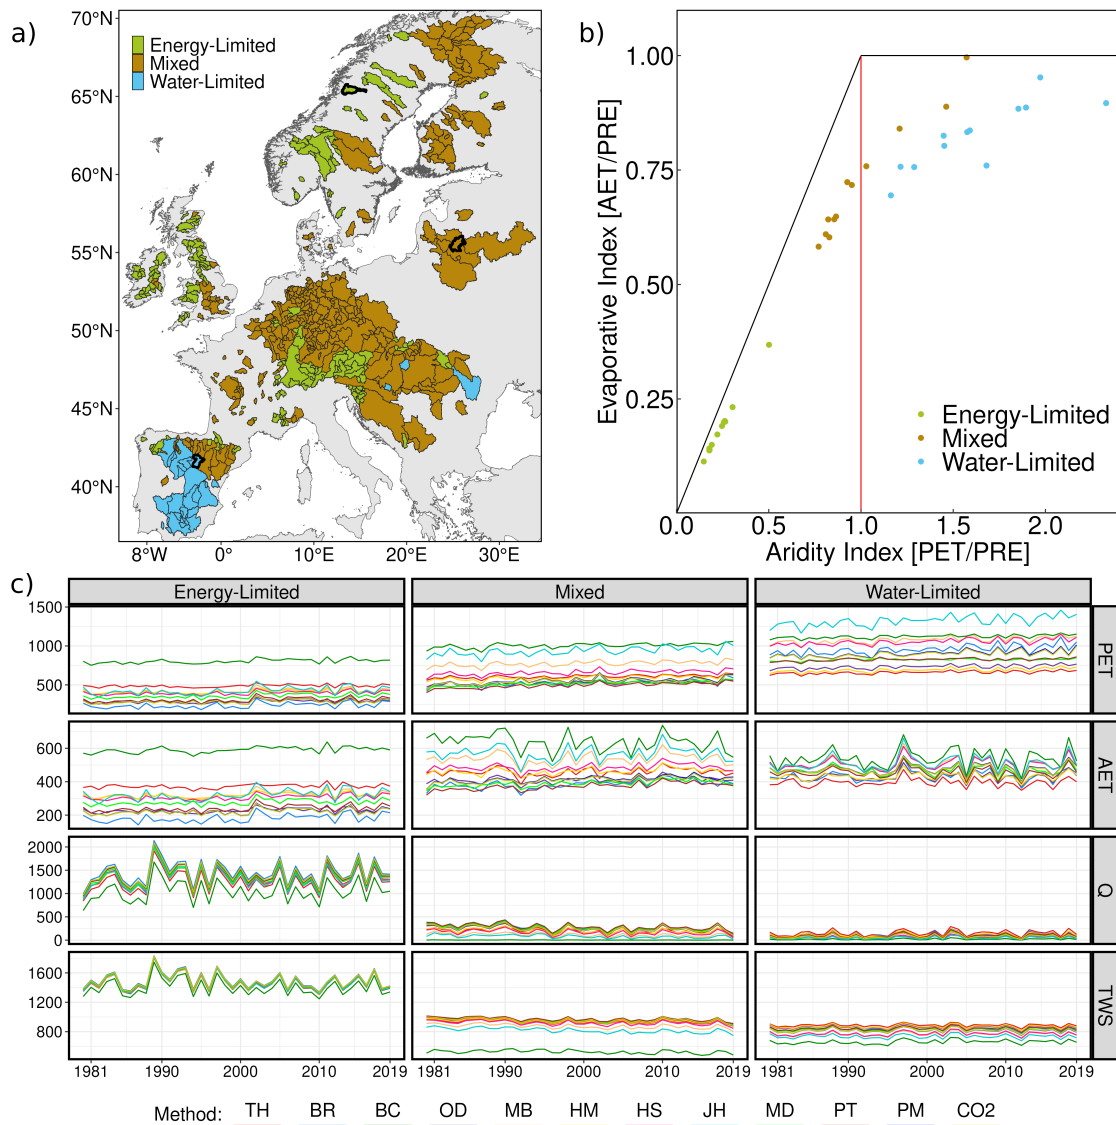 a)
70°N
65°N
60°N
55°N
50°N
45°N
40°N
Energy-Limited
Mixed
Water-Limited
8°W 0° 10°E 20°E 30°E
b)
Evaporative Index [AET/PRE]
1.00
0.75
0.50
0.25
Energy-Limited
Mixed
Water-Limited
0.0 0.5 1.0 1.5 2.0
Aridity Index [PET/PRE]
c)
Energy-Limited Mixed Water-Limited
1500
1000
500
PET
600
400
200
AET
2000
1500
1000
500
0
Q
1600
1200
800
TWS
1981 1990 2000 2010 2019 1981 1990 2000 2010 2019 1981 1990 2000 2010 2019
Method: TH BR BC OD MB HM HS JH MD PT PM CO2